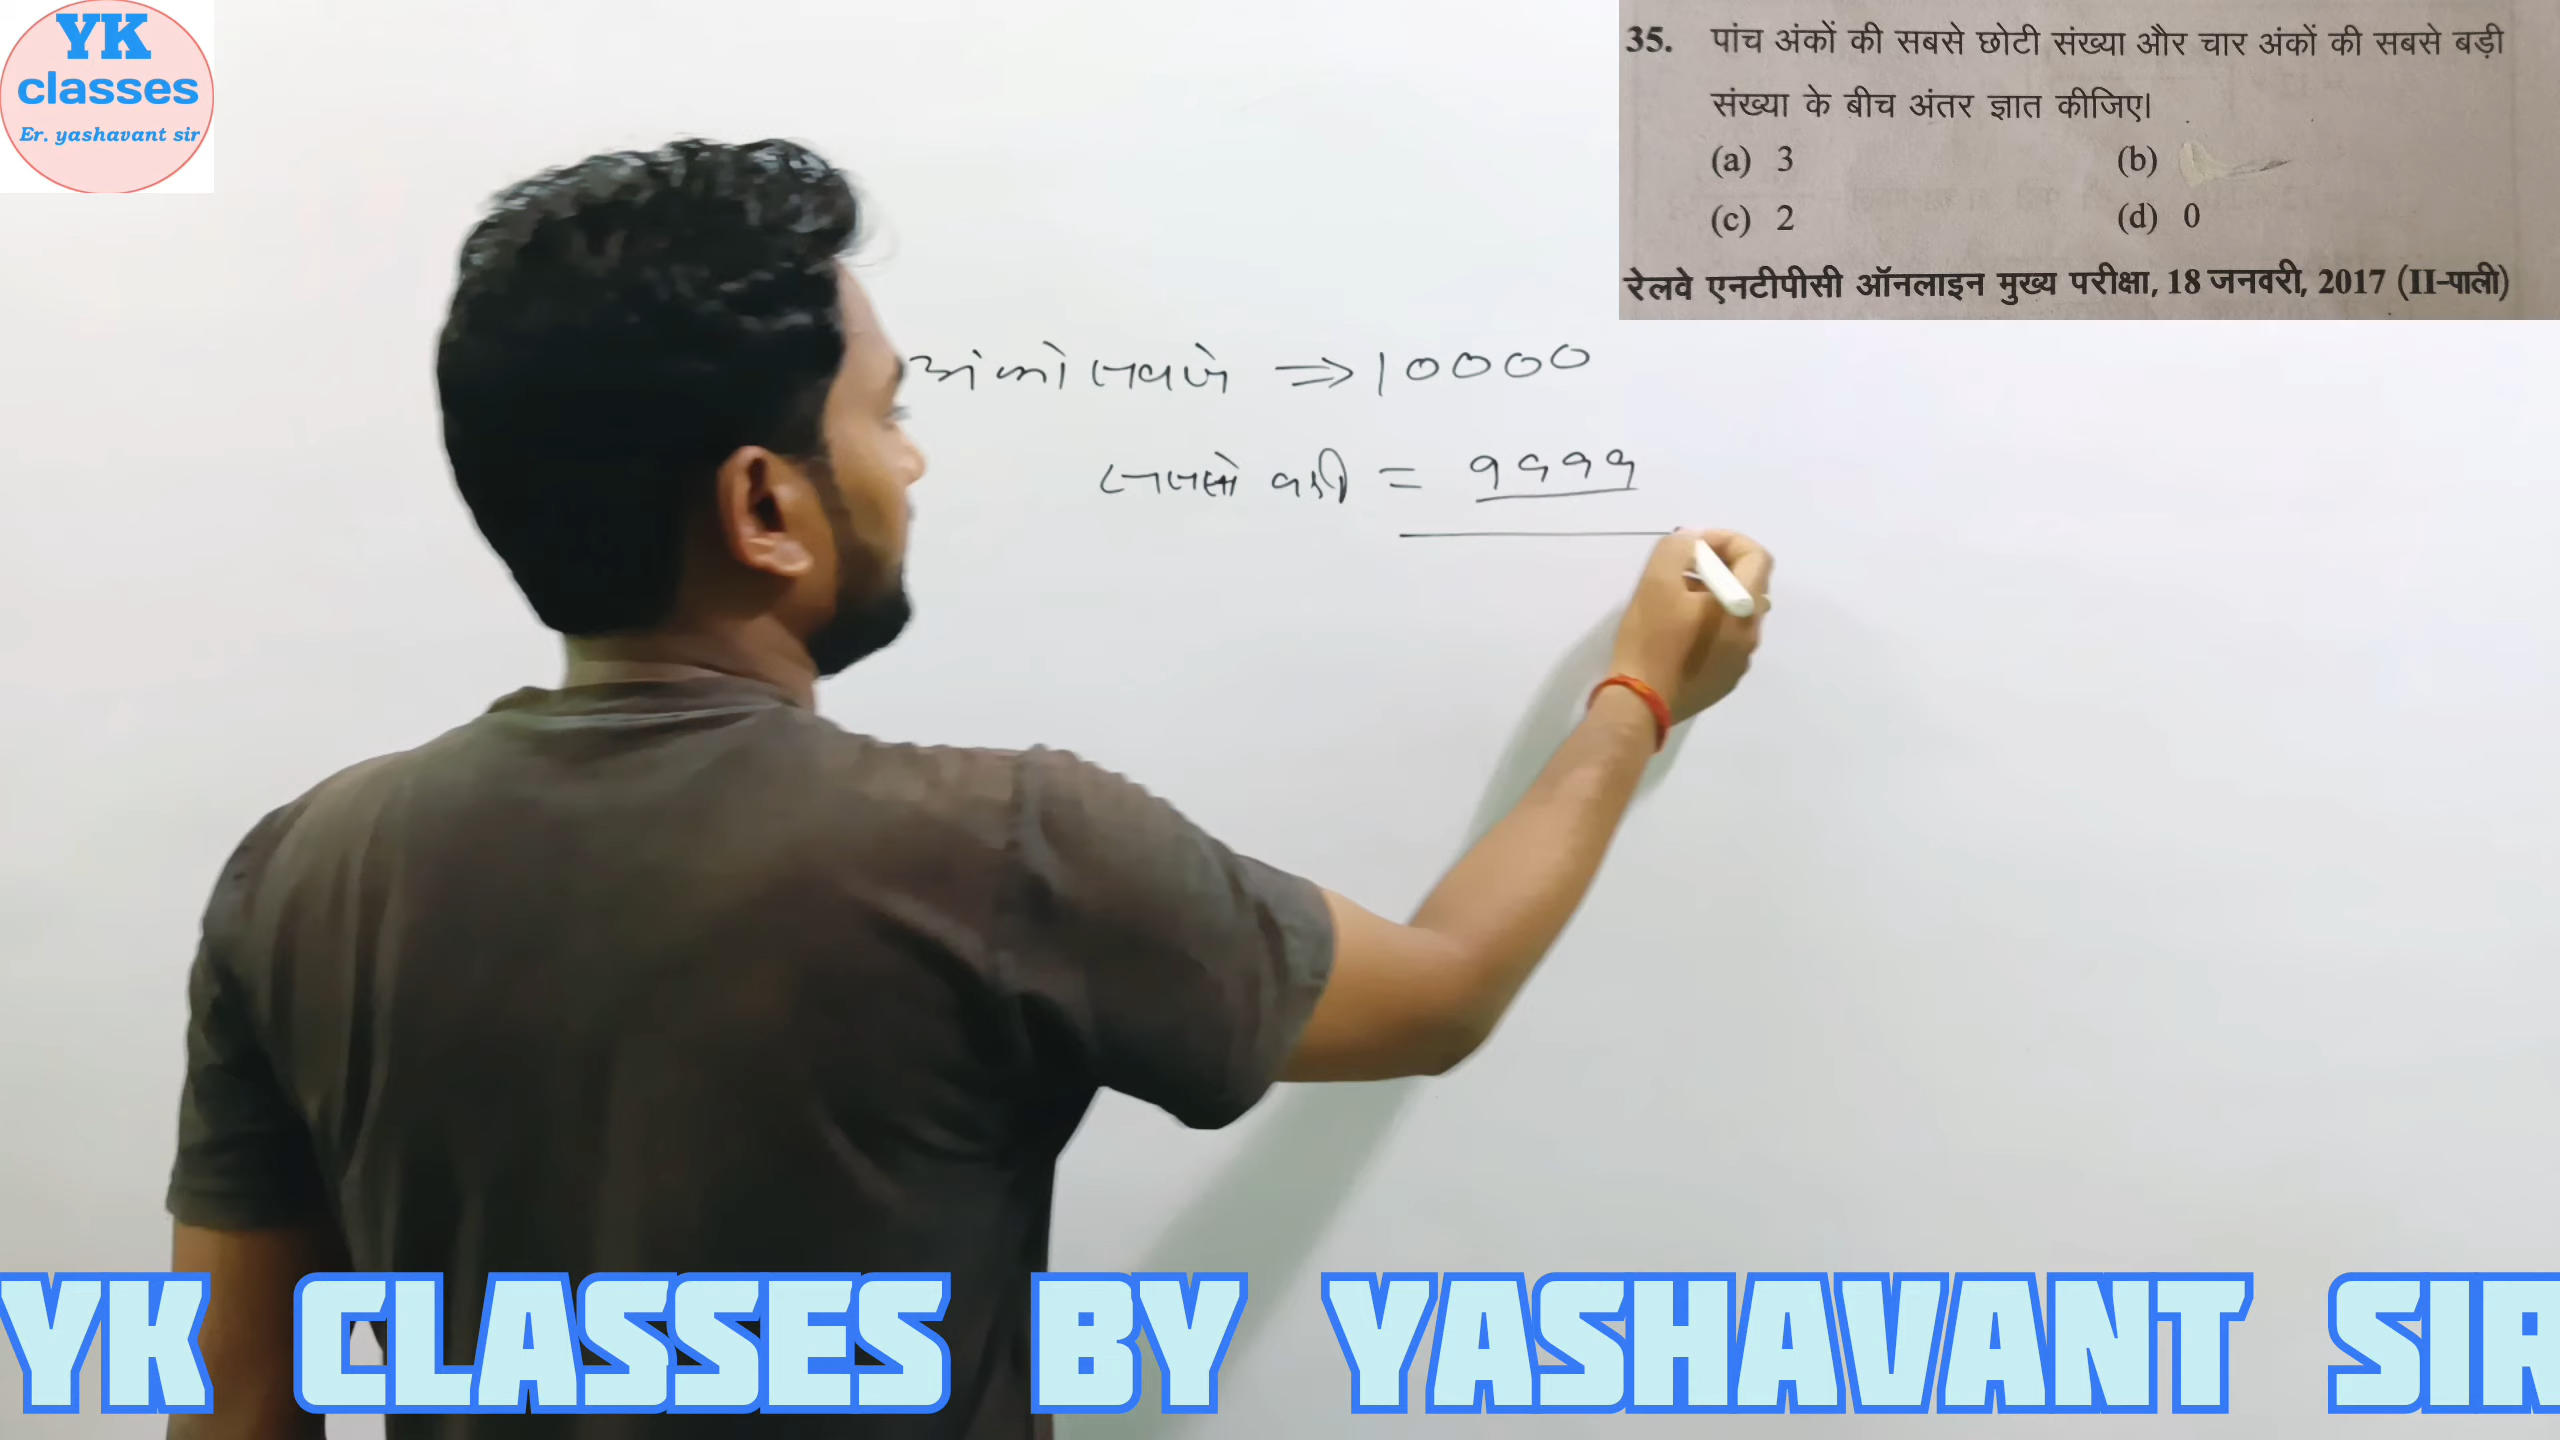 YK
classes
Er. yashavant sir
35. पांच अंकों की सबसे छोटी संख्या और चार अंकों की सबसे बड़ी
संख्या के बीच अंतर ज्ञात कीजिए।
(a) 3 (b)
(c) 2 (d) 0
रेलवे एनटीपीसी ऑनलाइन मुख्य परीक्षा, 18 जनवरी, 2017 (II-पाली)
अंको ⇒ 10000
= 9999
YK CLASSES BY YASHAVANT SIR